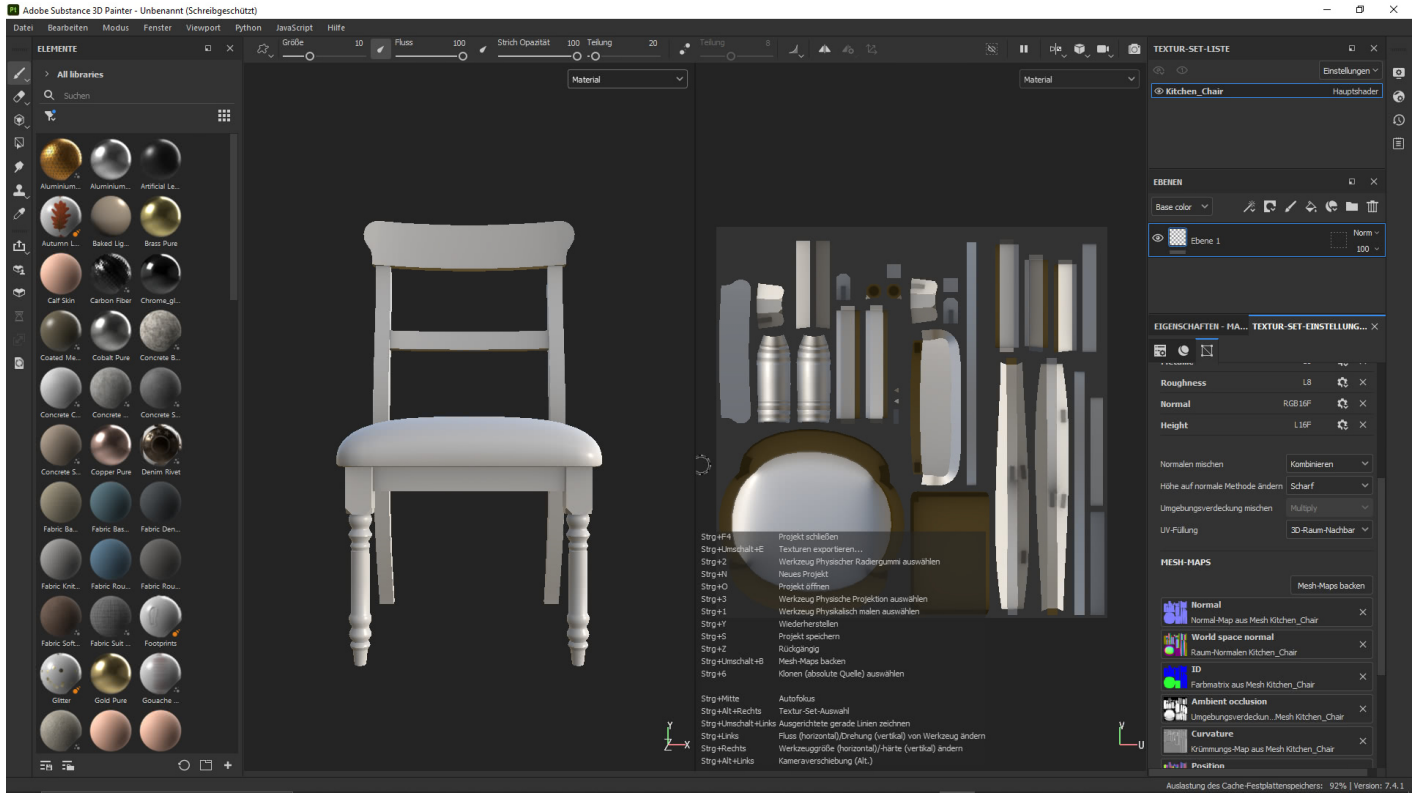 Pt Adobe Substance 3D Painter - Unbenannt (Schreibgeschützt)
Datei Bearbeiten Modus Fenster Viewport Python JavaScript Hilfe
ELEMENTE
Größe 10 Fluss 100 Strich Opazität 100 Teilung 20 Teilung 8
All libraries
Suchen
Aluminium... Aluminium... Artificial Le...
Autumn L... Baked Lig... Brass Pure
Calf Skin Carbon Fiber Chrome_gl...
Coated Me... Cobalt Pure Concrete B...
Concrete C... Concrete ... Concrete S...
Concrete S... Copper Pure Denim Rivet
Fabric Ba... Fabric Bas... Fabric Den...
Fabric Knit... Fabric Rou... Fabric Rou...
Fabric Soft... Fabric Suit ... Footprints
Glitter Gold Pure Gouache ...
Material
Material
Strg+F4 Projekt schließen
Strg+Umschalt+E Texturen exportieren...
Strg+2 Werkzeug Physischer Radiergummi auswählen
Strg+N Neues Projekt
Strg+O Projekt öffnen
Strg+3 Werkzeug Physische Projektion auswählen
Strg+1 Werkzeug Physikalisch malen auswählen
Strg+Y Wiederherstellen
Strg+S Projekt speichern
Strg+Z Rückgängig
Strg+Umschalt+B Mesh-Maps backen
Strg+6 Klonen (absolute Quelle) auswählen
Strg+Mitte Autofokus
Strg+Alt+Rechts Textur-Set-Auswahl
Strg+Umschalt+Links Ausgerichtete gerade Linien zeichnen
Strg+Links Fluss (horizontal)/Drehung (vertikal) von Werkzeug ändern
Strg+Rechts Werkzeuggröße (horizontal)/-härte (vertikal) ändern
Strg+Alt+Links Kameraverschiebung (Alt.)
Y
Z X
V
U
TEXTUR-SET-LISTE
Einstellungen
Kitchen_Chair Hauptshader
EBENEN
Base color
Ebene 1 Norm
100
EIGENSCHAFTEN - MA... TEXTUR-SET-EINSTELLUNG...
Roughness L8
Normal RGB16F
Height L16F
Normalen mischen Kombinieren
Höhe auf normale Methode ändern Scharf
Umgebungsverdeckung mischen Multiply
UV-Füllung 3D-Raum-Nachbar
MESH-MAPS
Mesh-Maps backen
Normal
Normal-Map aus Mesh Kitchen_Chair
World space normal
Raum-Normalen Kitchen_Chair
ID
Farbmatrix aus Mesh Kitchen_Chair
Ambient occlusion
Umgebungsverdeckun...Mesh Kitchen_Chair
Curvature
Krümmungs-Map aus Mesh Kitchen_Chair
Position
Auslastung des Cache-Festplattenspeichers: 92% | Version: 7.4.1